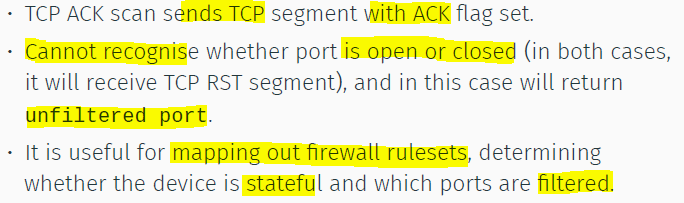 • TCP ACK scan sends TCP segment with ACK flag set.
• Cannot recognise whether port is open or closed (in both cases,
it will receive TCP RST segment), and in this case will return
unfiltered port.
• It is useful for mapping out firewall rulesets, determining
whether the device is stateful and which ports are filtered.